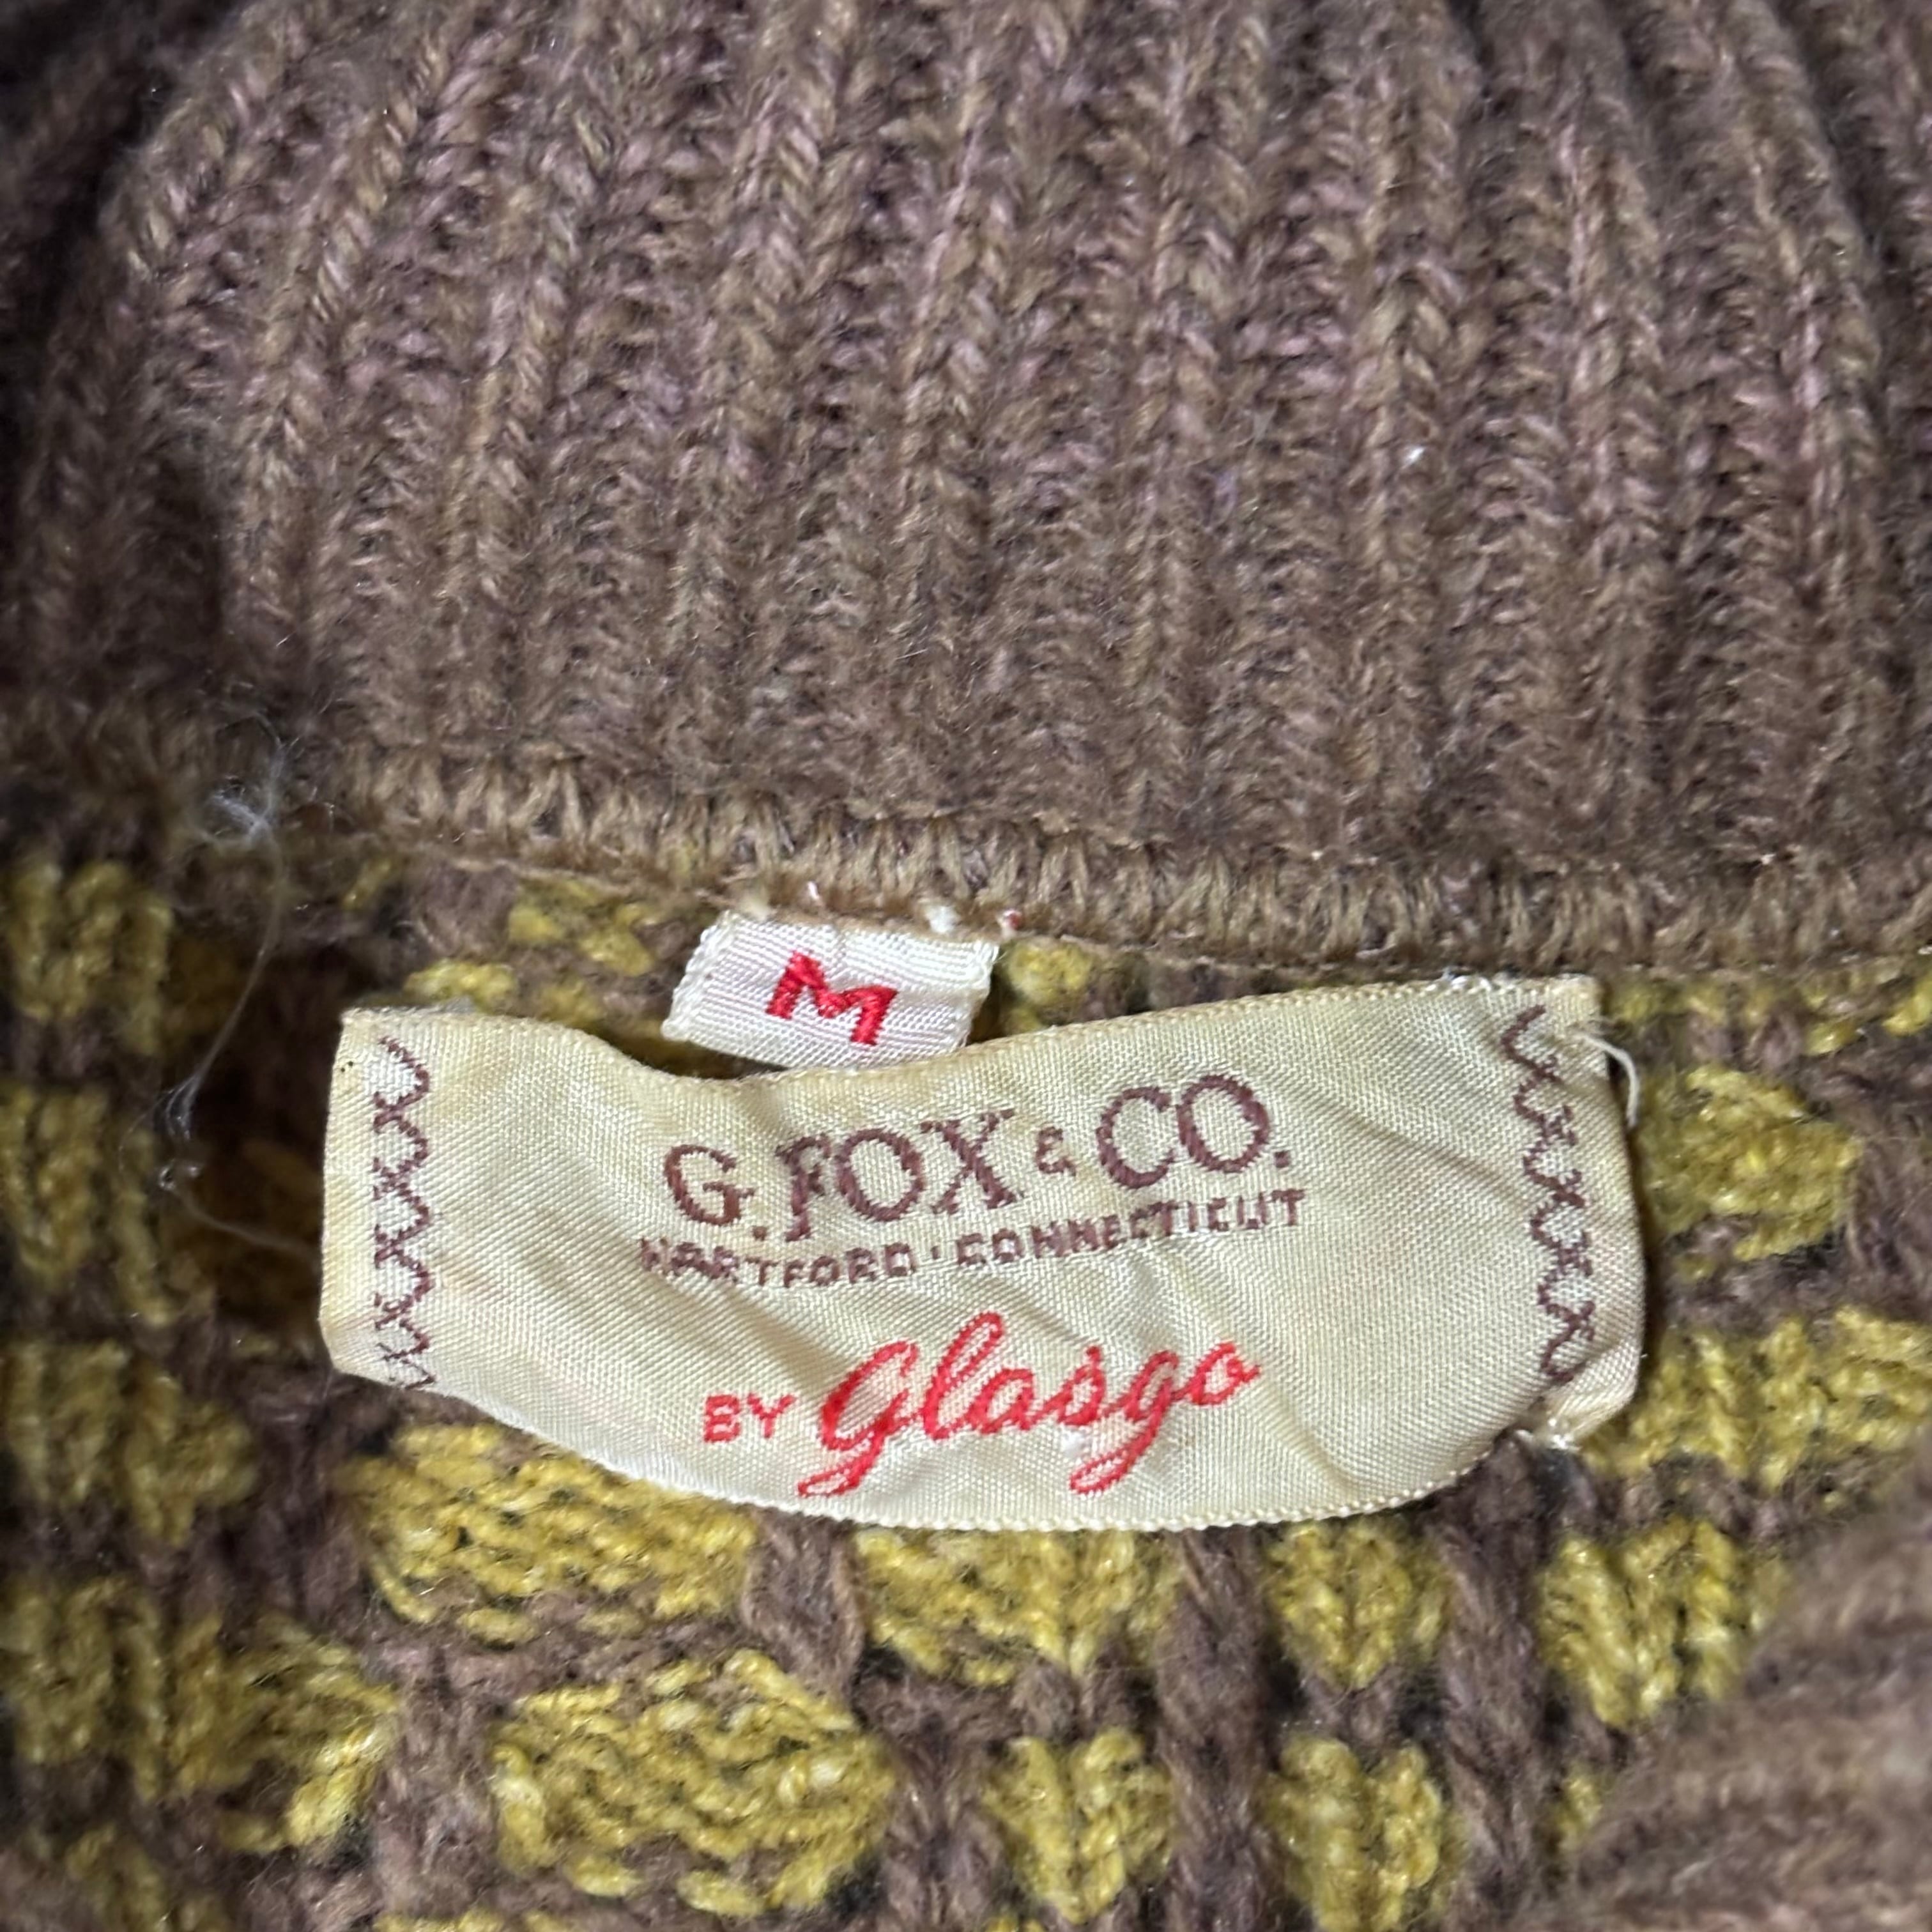 M
G. FOX & CO.
HARTFORD · CONNECTICUT
BY Glasgo